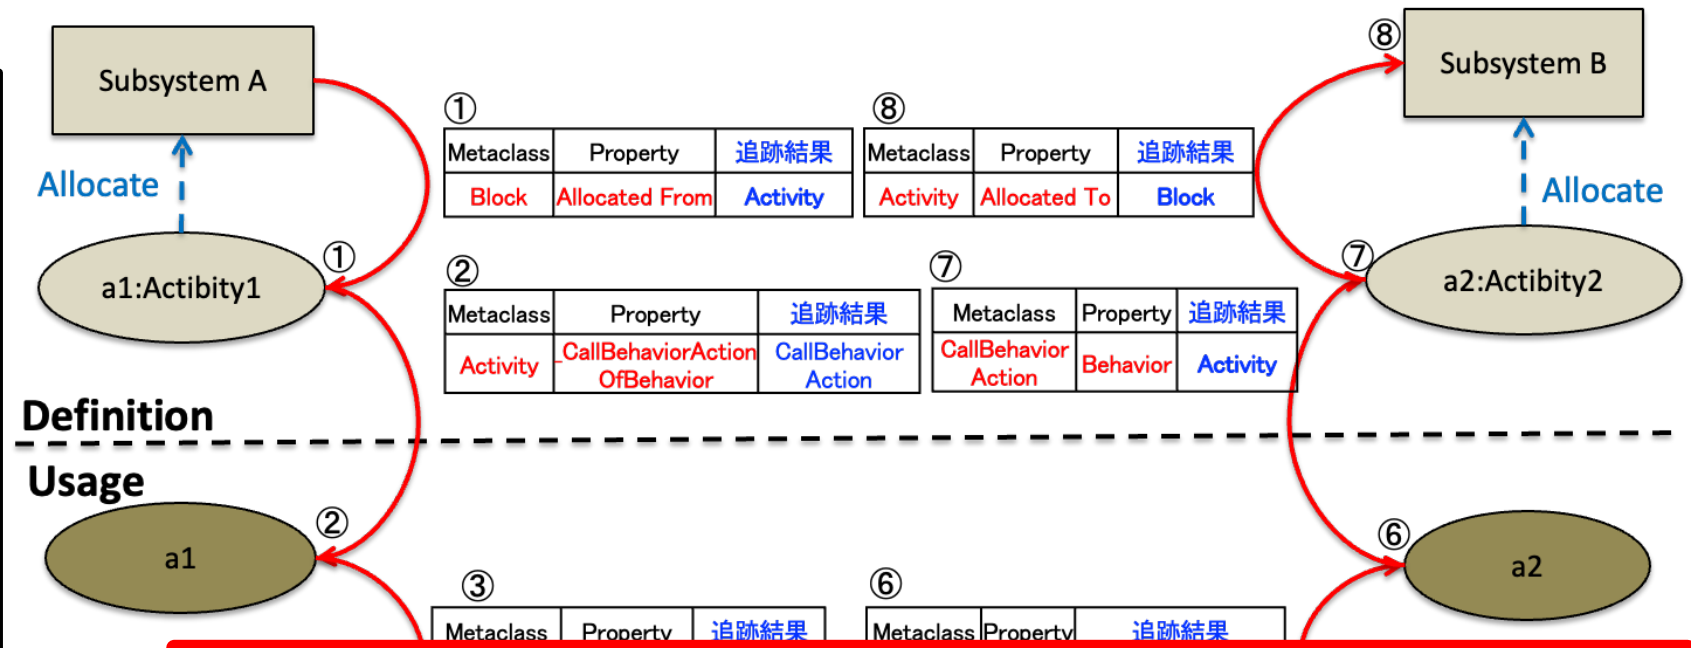 Subsystem A
Allocate
a1:Actibity1
①
①
Metaclass Property 追跡結果
Block Allocated From Activity
⑧
Metaclass Property 追跡結果
Activity Allocated To Block
⑧
Subsystem B
Allocate
⑦
a2:Actibity2
②
Metaclass Property 追跡結果
Activity _CallBehaviorAction OfBehavior CallBehavior Action
⑦
Metaclass Property 追跡結果
CallBehavior Action Behavior Activity
Definition
Usage
②
a1
③
Metaclass Property 追跡結果
⑥
Metaclass Property 追跡結果
⑥
a2